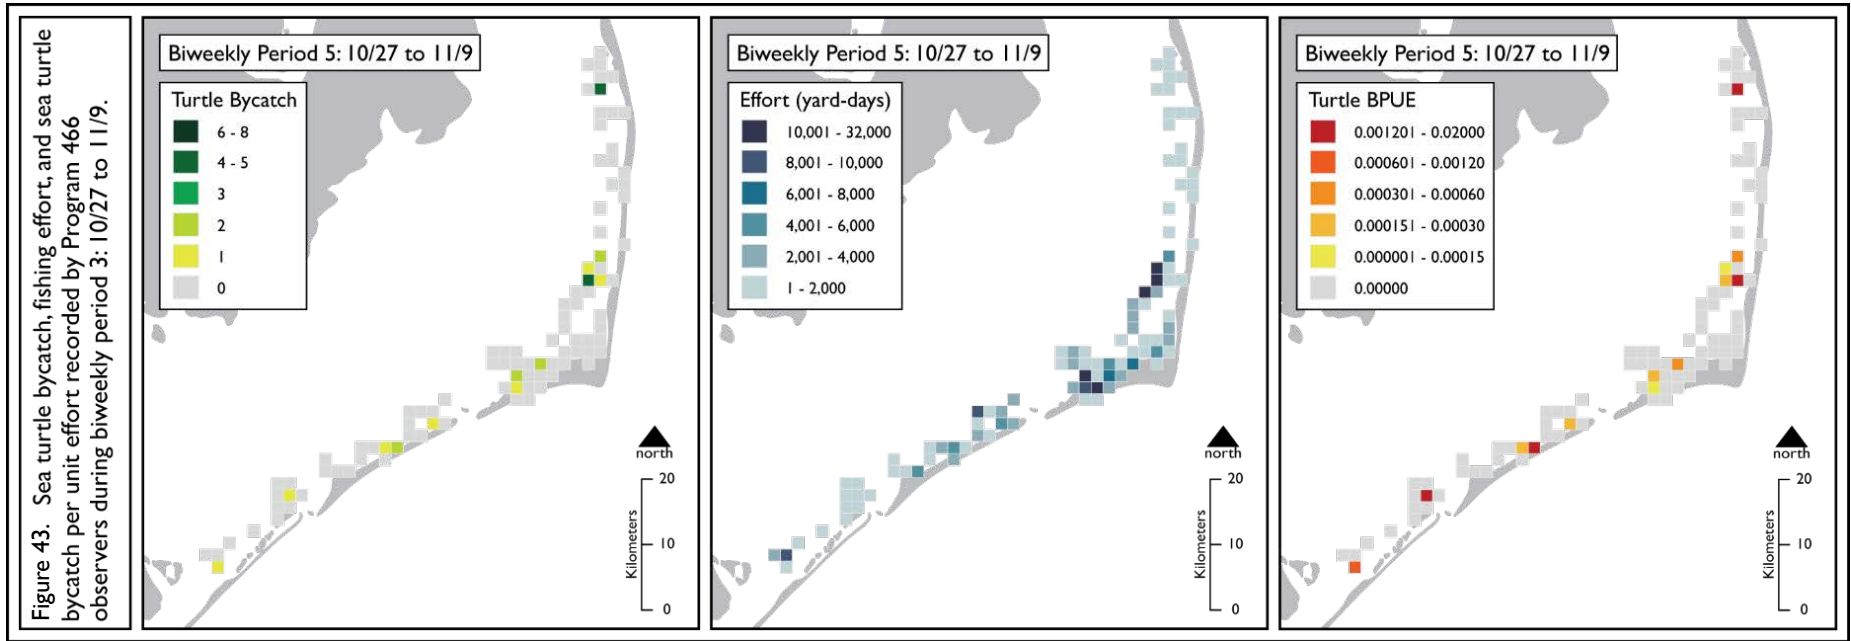 Figure 43. Sea turtle bycatch, fishing effort, and sea turtle
bycatch per unit effort recorded by Program 466
observers during biweekly period 3: 10/27 to 11/9.
Biweekly Period 5: 10/27 to 11/9
Turtle Bycatch
6 - 8
4 - 5
3
2
1
0
north
20
10
0
Kilometers
Biweekly Period 5: 10/27 to 11/9
Effort (yard-days)
10,001 - 32,000
8,001 - 10,000
6,001 - 8,000
4,001 - 6,000
2,001 - 4,000
1 - 2,000
north
20
10
0
Kilometers
Biweekly Period 5: 10/27 to 11/9
Turtle BPUE
0.001201 - 0.02000
0.000601 - 0.00120
0.000301 - 0.00060
0.000151 - 0.00030
0.000001 - 0.00015
0.00000
north
20
10
0
Kilometers